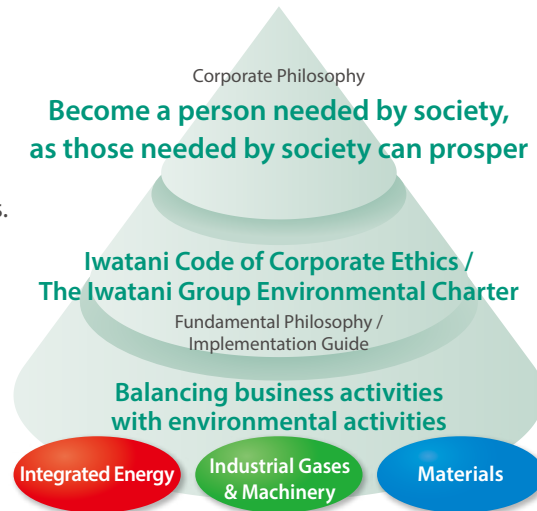 Corporate Philosophy
Become a person needed by society,
as those needed by society can prosper
s.
Iwatani Code of Corporate Ethics /
The Iwatani Group Environmental Charter
Fundamental Philosophy /
Implementation Guide
Balancing business activities
with environmental activities
Integrated Energy
Industrial Gases
& Machinery
Materials